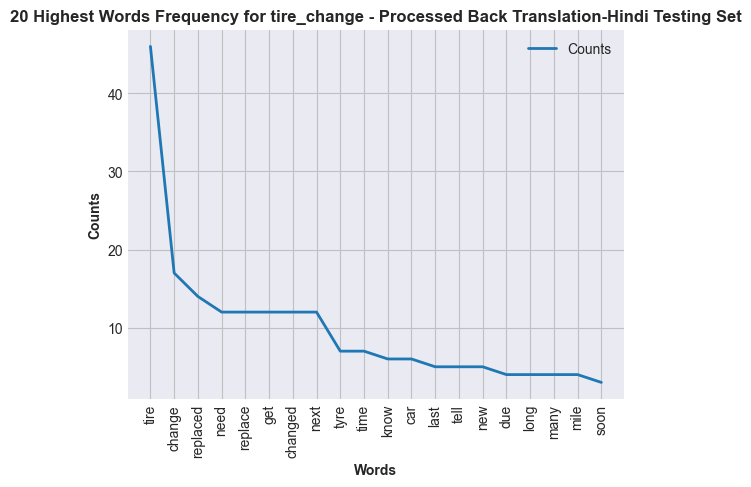 20 Highest Words Frequency for tire_change - Processed Back Translation-Hindi Testing Set
Counts
40
30
20
10
Counts
tire
change
replaced
need
replace
get
changed
next
tyre
time
know
car
last
tell
new
due
long
many
mile
soon
Words